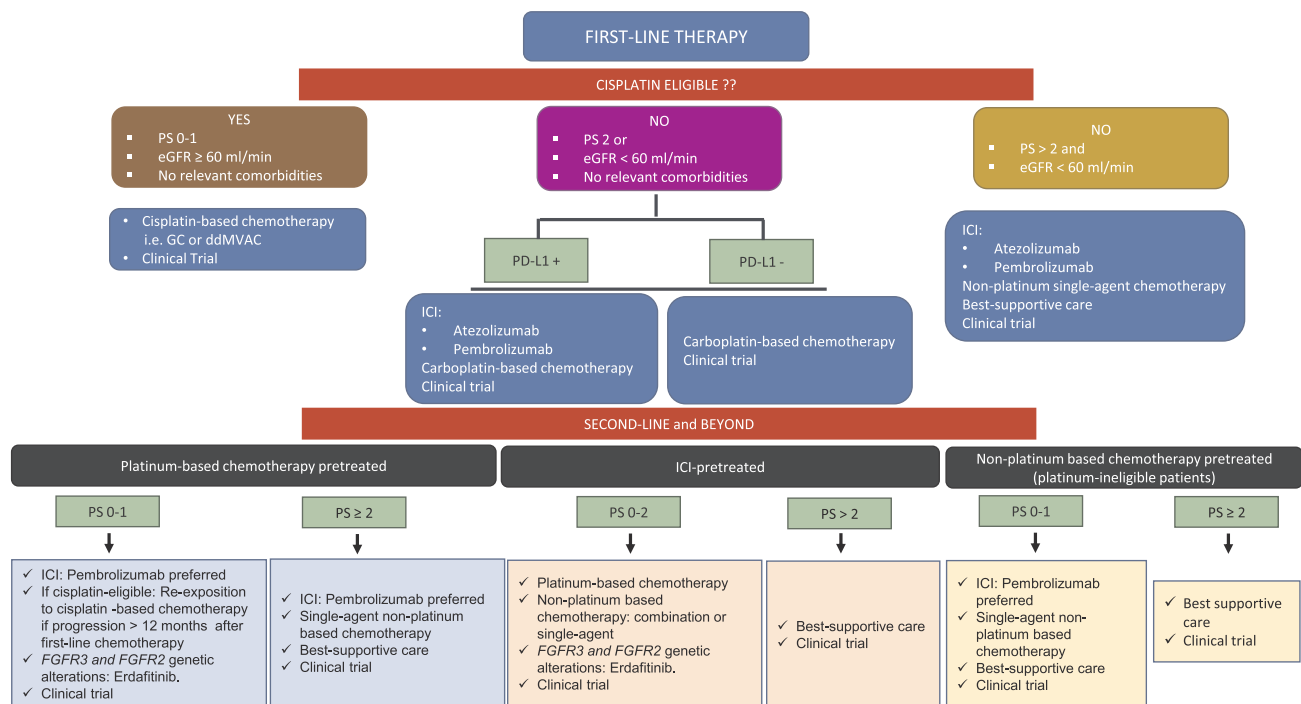 FIRST-LINE THERAPY
CISPLATIN ELIGIBLE ??
YES
▪ PS 0-1
▪ eGFR ≥ 60 ml/min
▪ No relevant comorbidities
NO
▪ PS 2 or
▪ eGFR < 60 ml/min
▪ No relevant comorbidities
NO
▪ PS > 2 and
▪ eGFR < 60 ml/min
• Cisplatin-based chemotherapy
i.e. GC or ddMVAC
• Clinical Trial
PD-L1 +
PD-L1 -
ICI:
• Atezolizumab
• Pembrolizumab
Non-platinum single-agent chemotherapy
Best-supportive care
Clinical trial
ICI:
• Atezolizumab
• Pembrolizumab
Carboplatin-based chemotherapy
Clinical trial
Carboplatin-based chemotherapy
Clinical trial
SECOND-LINE and BEYOND
Platinum-based chemotherapy pretreated
ICI-pretreated
Non-platinum based chemotherapy pretreated
(platinum-ineligible patients)
PS 0-1
PS ≥ 2
PS 0-2
PS > 2
PS 0-1
PS ≥ 2
✓ ICI: Pembrolizumab preferred
✓ If cisplatin-eligible: Re-exposition
to cisplatin -based chemotherapy
if progression > 12 months after
first-line chemotherapy
✓ FGFR3 and FGFR2 genetic
alterations: Erdafitinib.
✓ Clinical trial
✓ ICI: Pembrolizumab preferred
✓ Single-agent non-platinum
based chemotherapy
✓ Best-supportive care
✓ Clinical trial
✓ Platinum-based chemotherapy
✓ Non-platinum based
chemotherapy: combination or
single-agent
✓ FGFR3 and FGFR2 genetic
alterations: Erdafitinib.
✓ Clinical trial
✓ Best-supportive care
✓ Clinical trial
✓ ICI: Pembrolizumab
preferred
✓ Single-agent non-
platinum based
chemotherapy
✓ Best-supportive care
✓ Clinical trial
✓ Best supportive
care
✓ Clinical trial